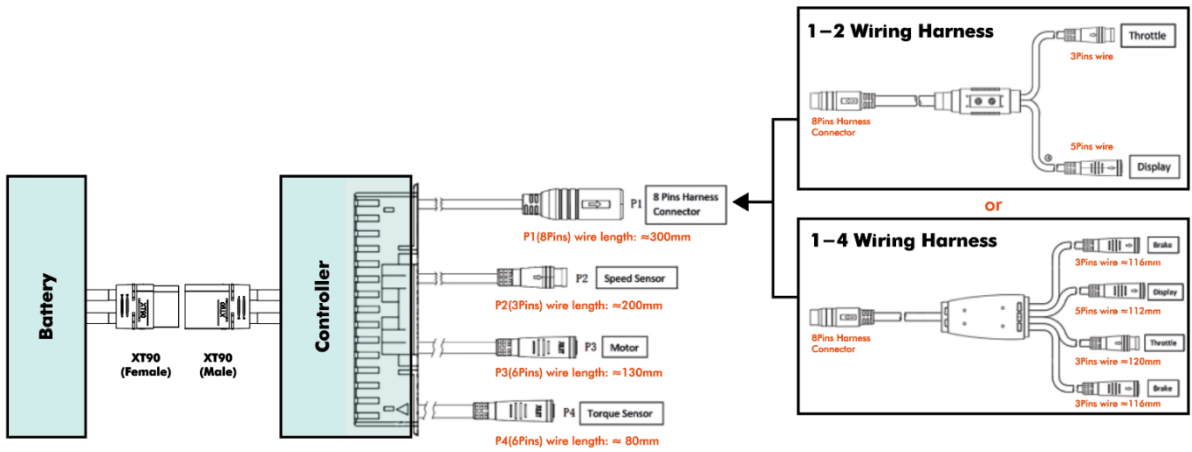 Battery
XT90
(Female)
XT90
(Male)
Controller
P1
8 Pins Harness
Connector
P1(8Pins) wire length: ≈300mm
P2
Speed Sensor
P2(3Pins) wire length: ≈200mm
P3
Motor
P3(6Pins) wire length: ≈130mm
P4
Torque Sensor
P4(6Pins) wire length: ≈ 80mm
1–2 Wiring Harness
8Pins Harness
Connector
3Pins wire
Throttle
5Pins wire
Display
or
1–4 Wiring Harness
8Pins Harness
Connector
Brake
3Pins wire ≈116mm
Display
5Pins wire ≈112mm
Throttle
3Pins wire ≈120mm
Brake
3Pins wire ≈116mm